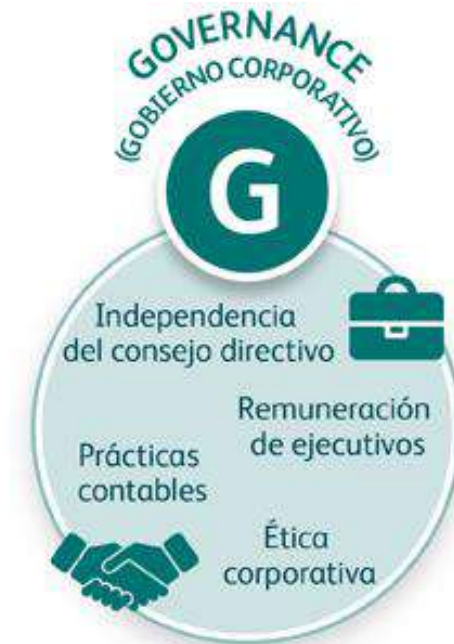 GOVERNANCE
(GOBIERNO CORPORATIVO)
G
Independencia
del consejo directivo
Remuneración
de ejecutivos
Prácticas
contables
Ética
corporativa